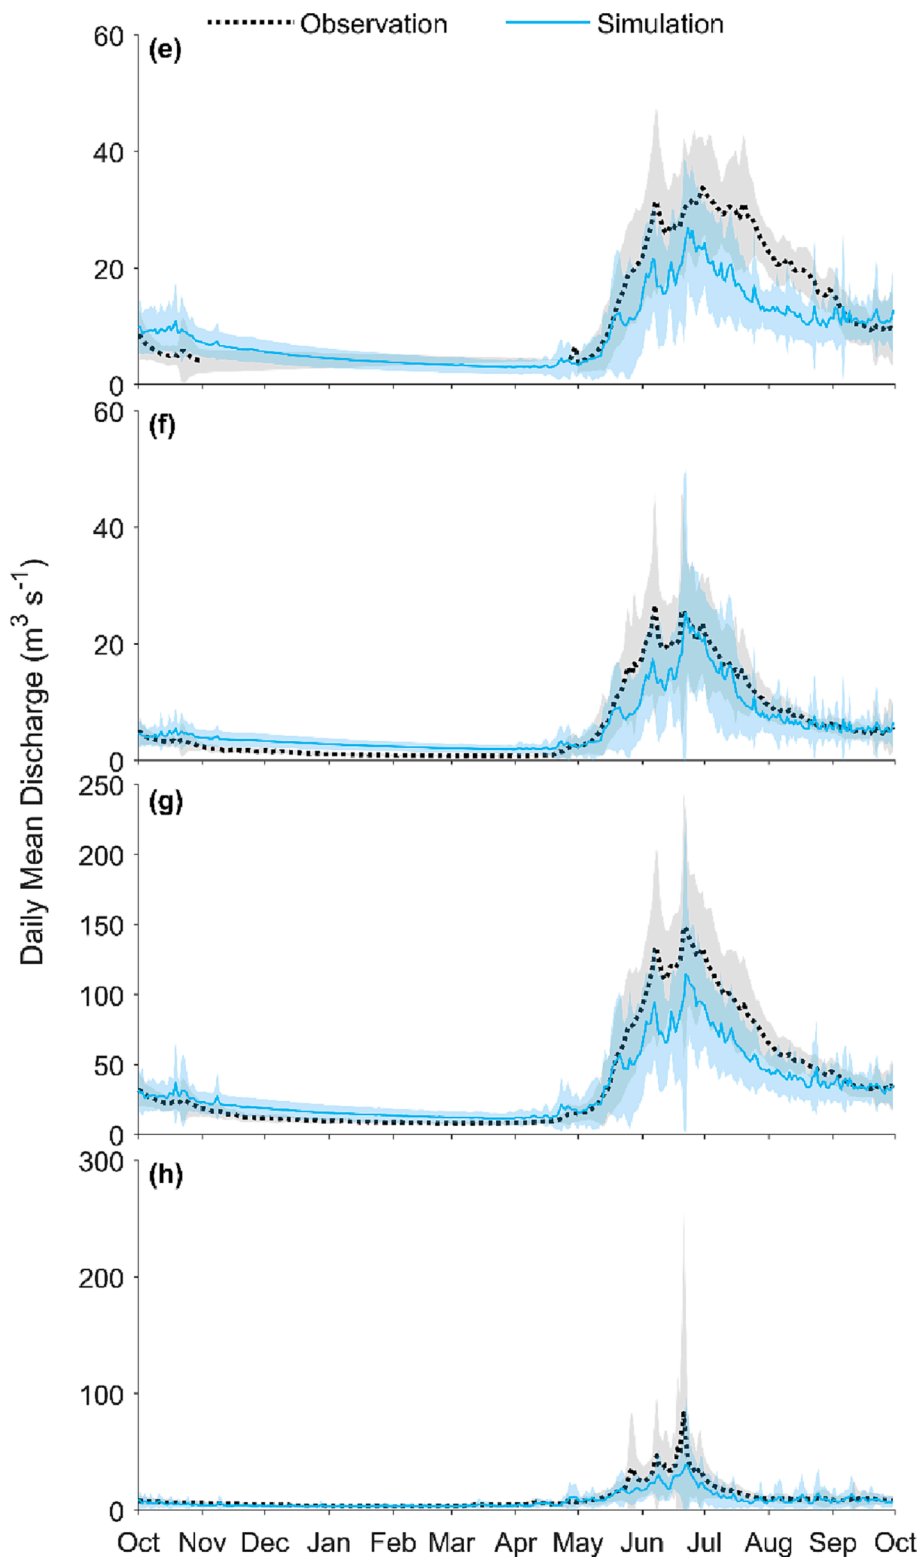 Observation Simulation
(e)
60
40
20
0
(f)
60
40
20
0
Daily Mean Discharge (m³ s⁻¹)
(g)
250
200
150
100
50
0
(h)
300
200
100
0
Oct Nov Dec Jan Feb Mar Apr May Jun Jul Aug Sep Oct